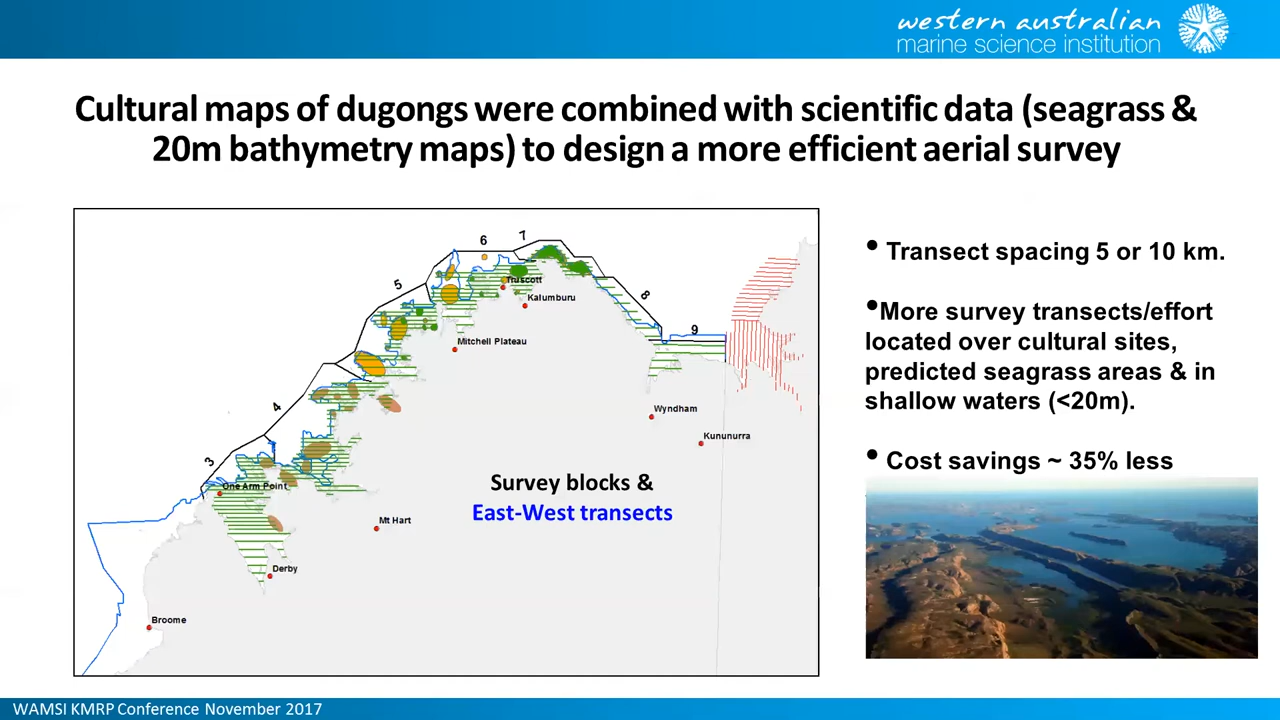 western australian
marine science institution
Cultural maps of dugongs were combined with scientific data (seagrass &
20m bathymetry maps) to design a more efficient aerial survey
6
7
5
Truscott
Kalumburu
8
9
Mitchell Plateau
4
Wyndham
Kununurra
3
One Arm Point
Mt Hart
Derby
Broome
Survey blocks &
East-West transects
• Transect spacing 5 or 10 km.
•More survey transects/effort
located over cultural sites,
predicted seagrass areas & in
shallow waters (<20m).
• Cost savings ~ 35% less
WAMSI KMRP Conference November 2017